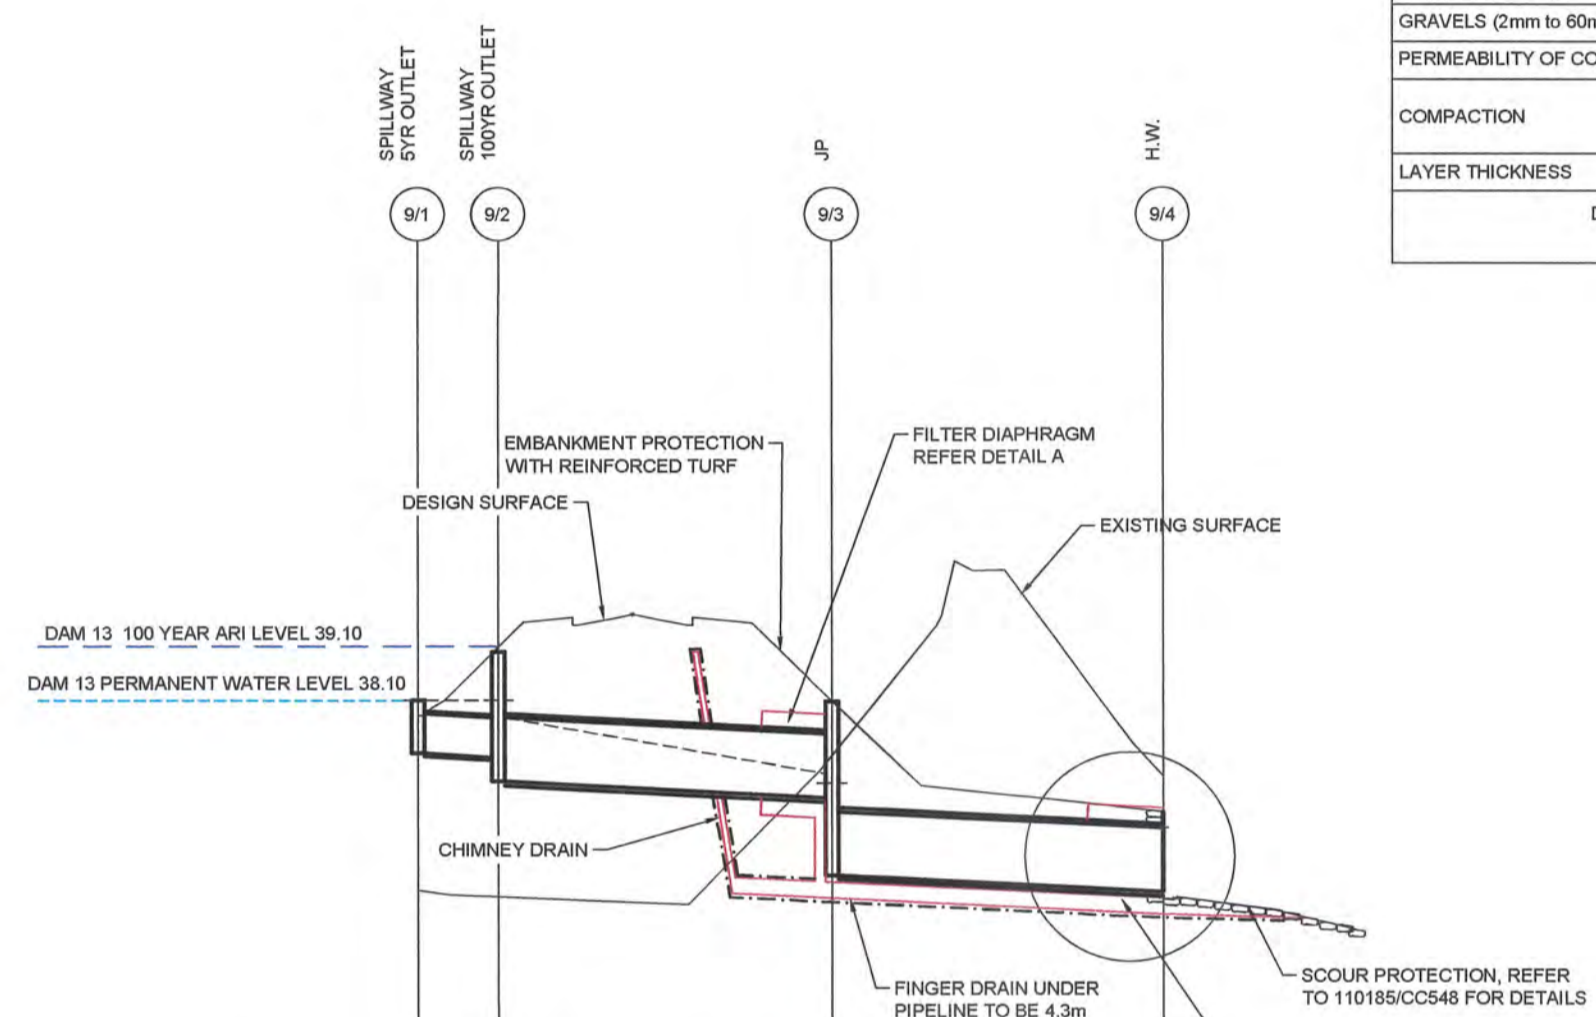 GRAVELS (2mm to 60m
PERMEABILITY OF CO
COMPACTION
LAYER THICKNESS
D
SPILLWAY
5YR OUTLET
SPILLWAY
100YR OUTLET
JP
H.W.
9/1
9/2
9/3
9/4
EMBANKMENT PROTECTION
WITH REINFORCED TURF
FILTER DIAPHRAGM
REFER DETAIL A
DESIGN SURFACE
EXISTING SURFACE
DAM 13 100 YEAR ARI LEVEL 39.10
DAM 13 PERMANENT WATER LEVEL 38.10
CHIMNEY DRAIN
FINGER DRAIN UNDER
PIPELINE TO BE 4.3m
SCOUR PROTECTION, REFER
TO 110185/CC548 FOR DETAILS